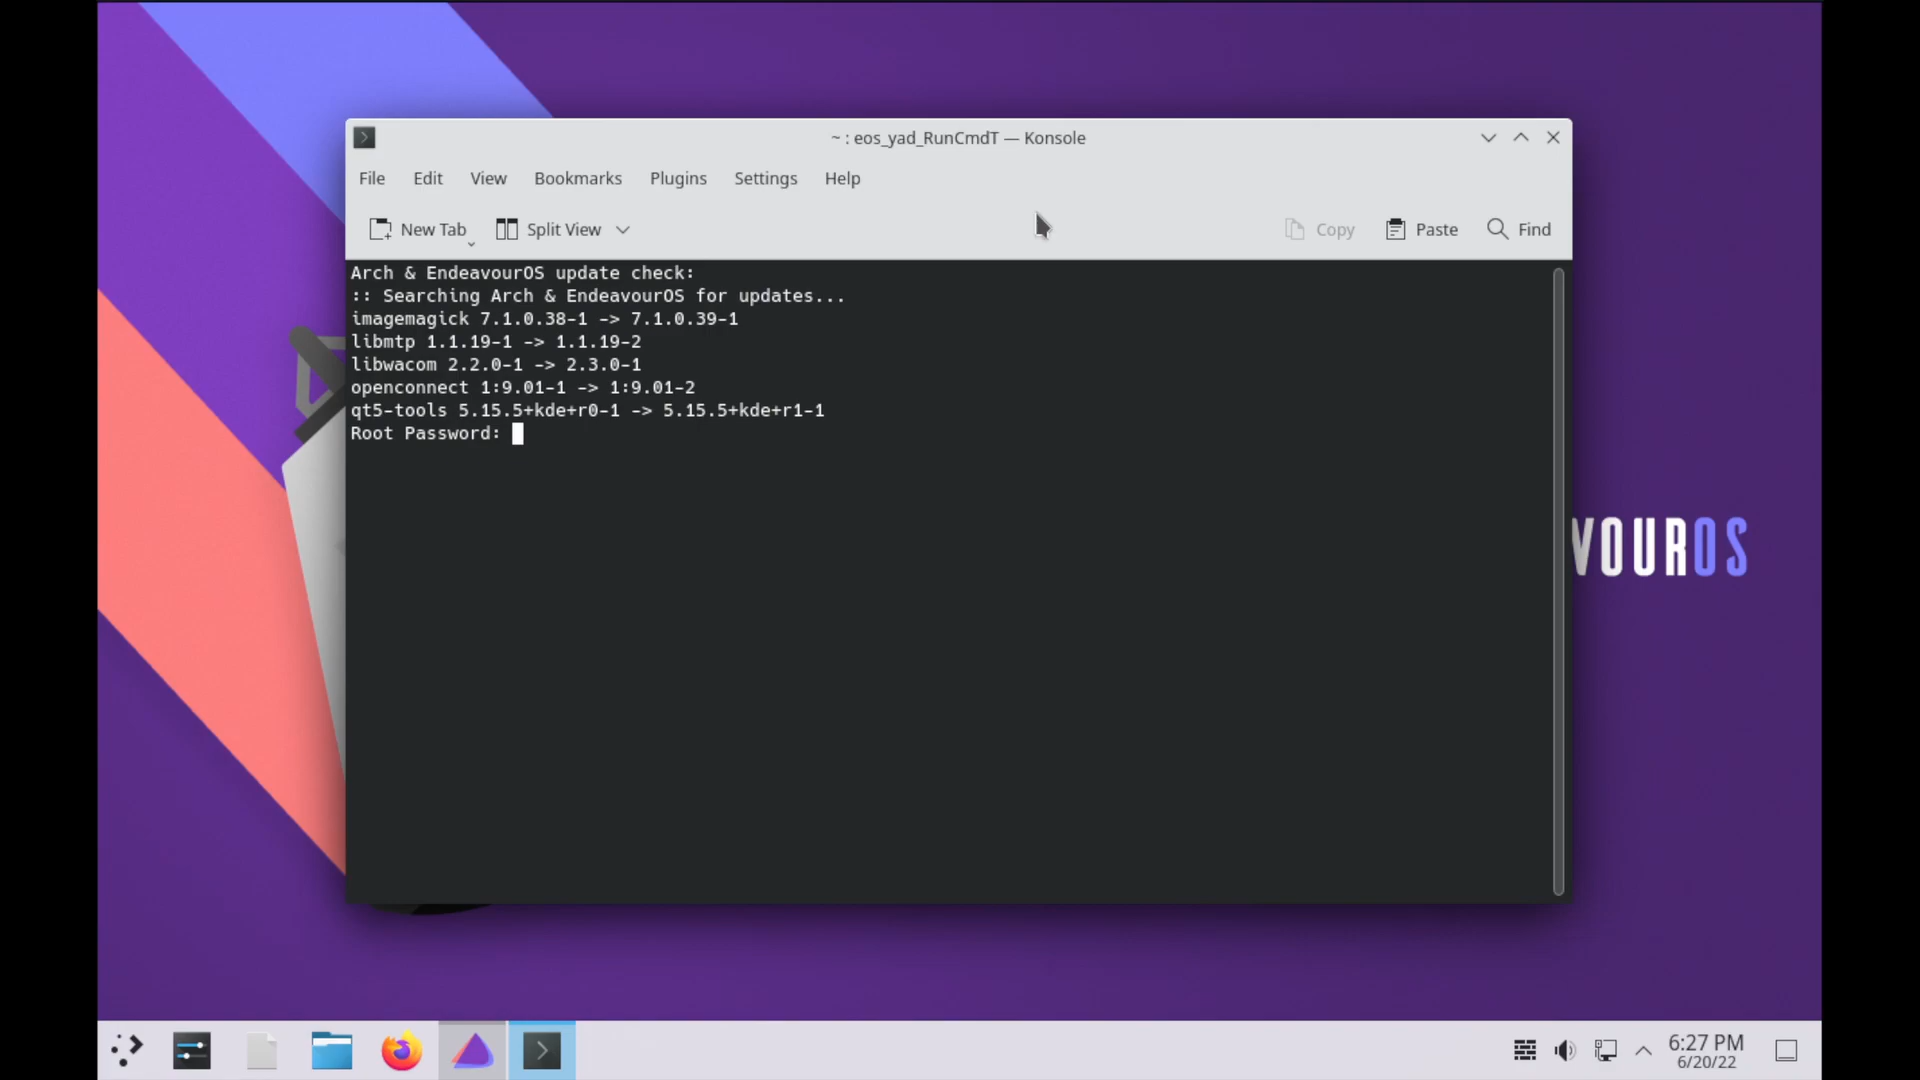 ~ : eos_yad_RunCmdT — Konsole
File Edit View Bookmarks Plugins Settings Help
New Tab Split View Copy Paste Find
Arch & EndeavourOS update check:
:: Searching Arch & EndeavourOS for updates...
imagemagick 7.1.0.38-1 -> 7.1.0.39-1
libmtp 1.1.19-1 -> 1.1.19-2
libwacom 2.2.0-1 -> 2.3.0-1
openconnect 1:9.01-1 -> 1:9.01-2
qt5-tools 5.15.5+kde+r0-1 -> 5.15.5+kde+r1-1
Root Password:
VOUROS
6:27 PM
6/20/22